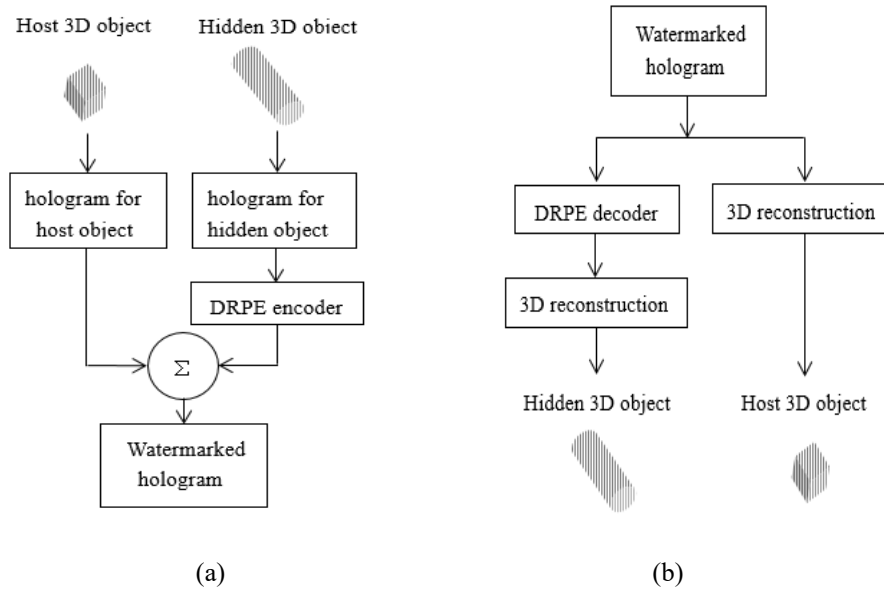 Host 3D object
Hidden 3D object
hologram for
host object
hologram for
hidden object
DRPE encoder
Σ
Watermarked
hologram
(a)
Watermarked
hologram
DRPE decoder
3D reconstruction
3D reconstruction
Hidden 3D object
Host 3D object
(b)